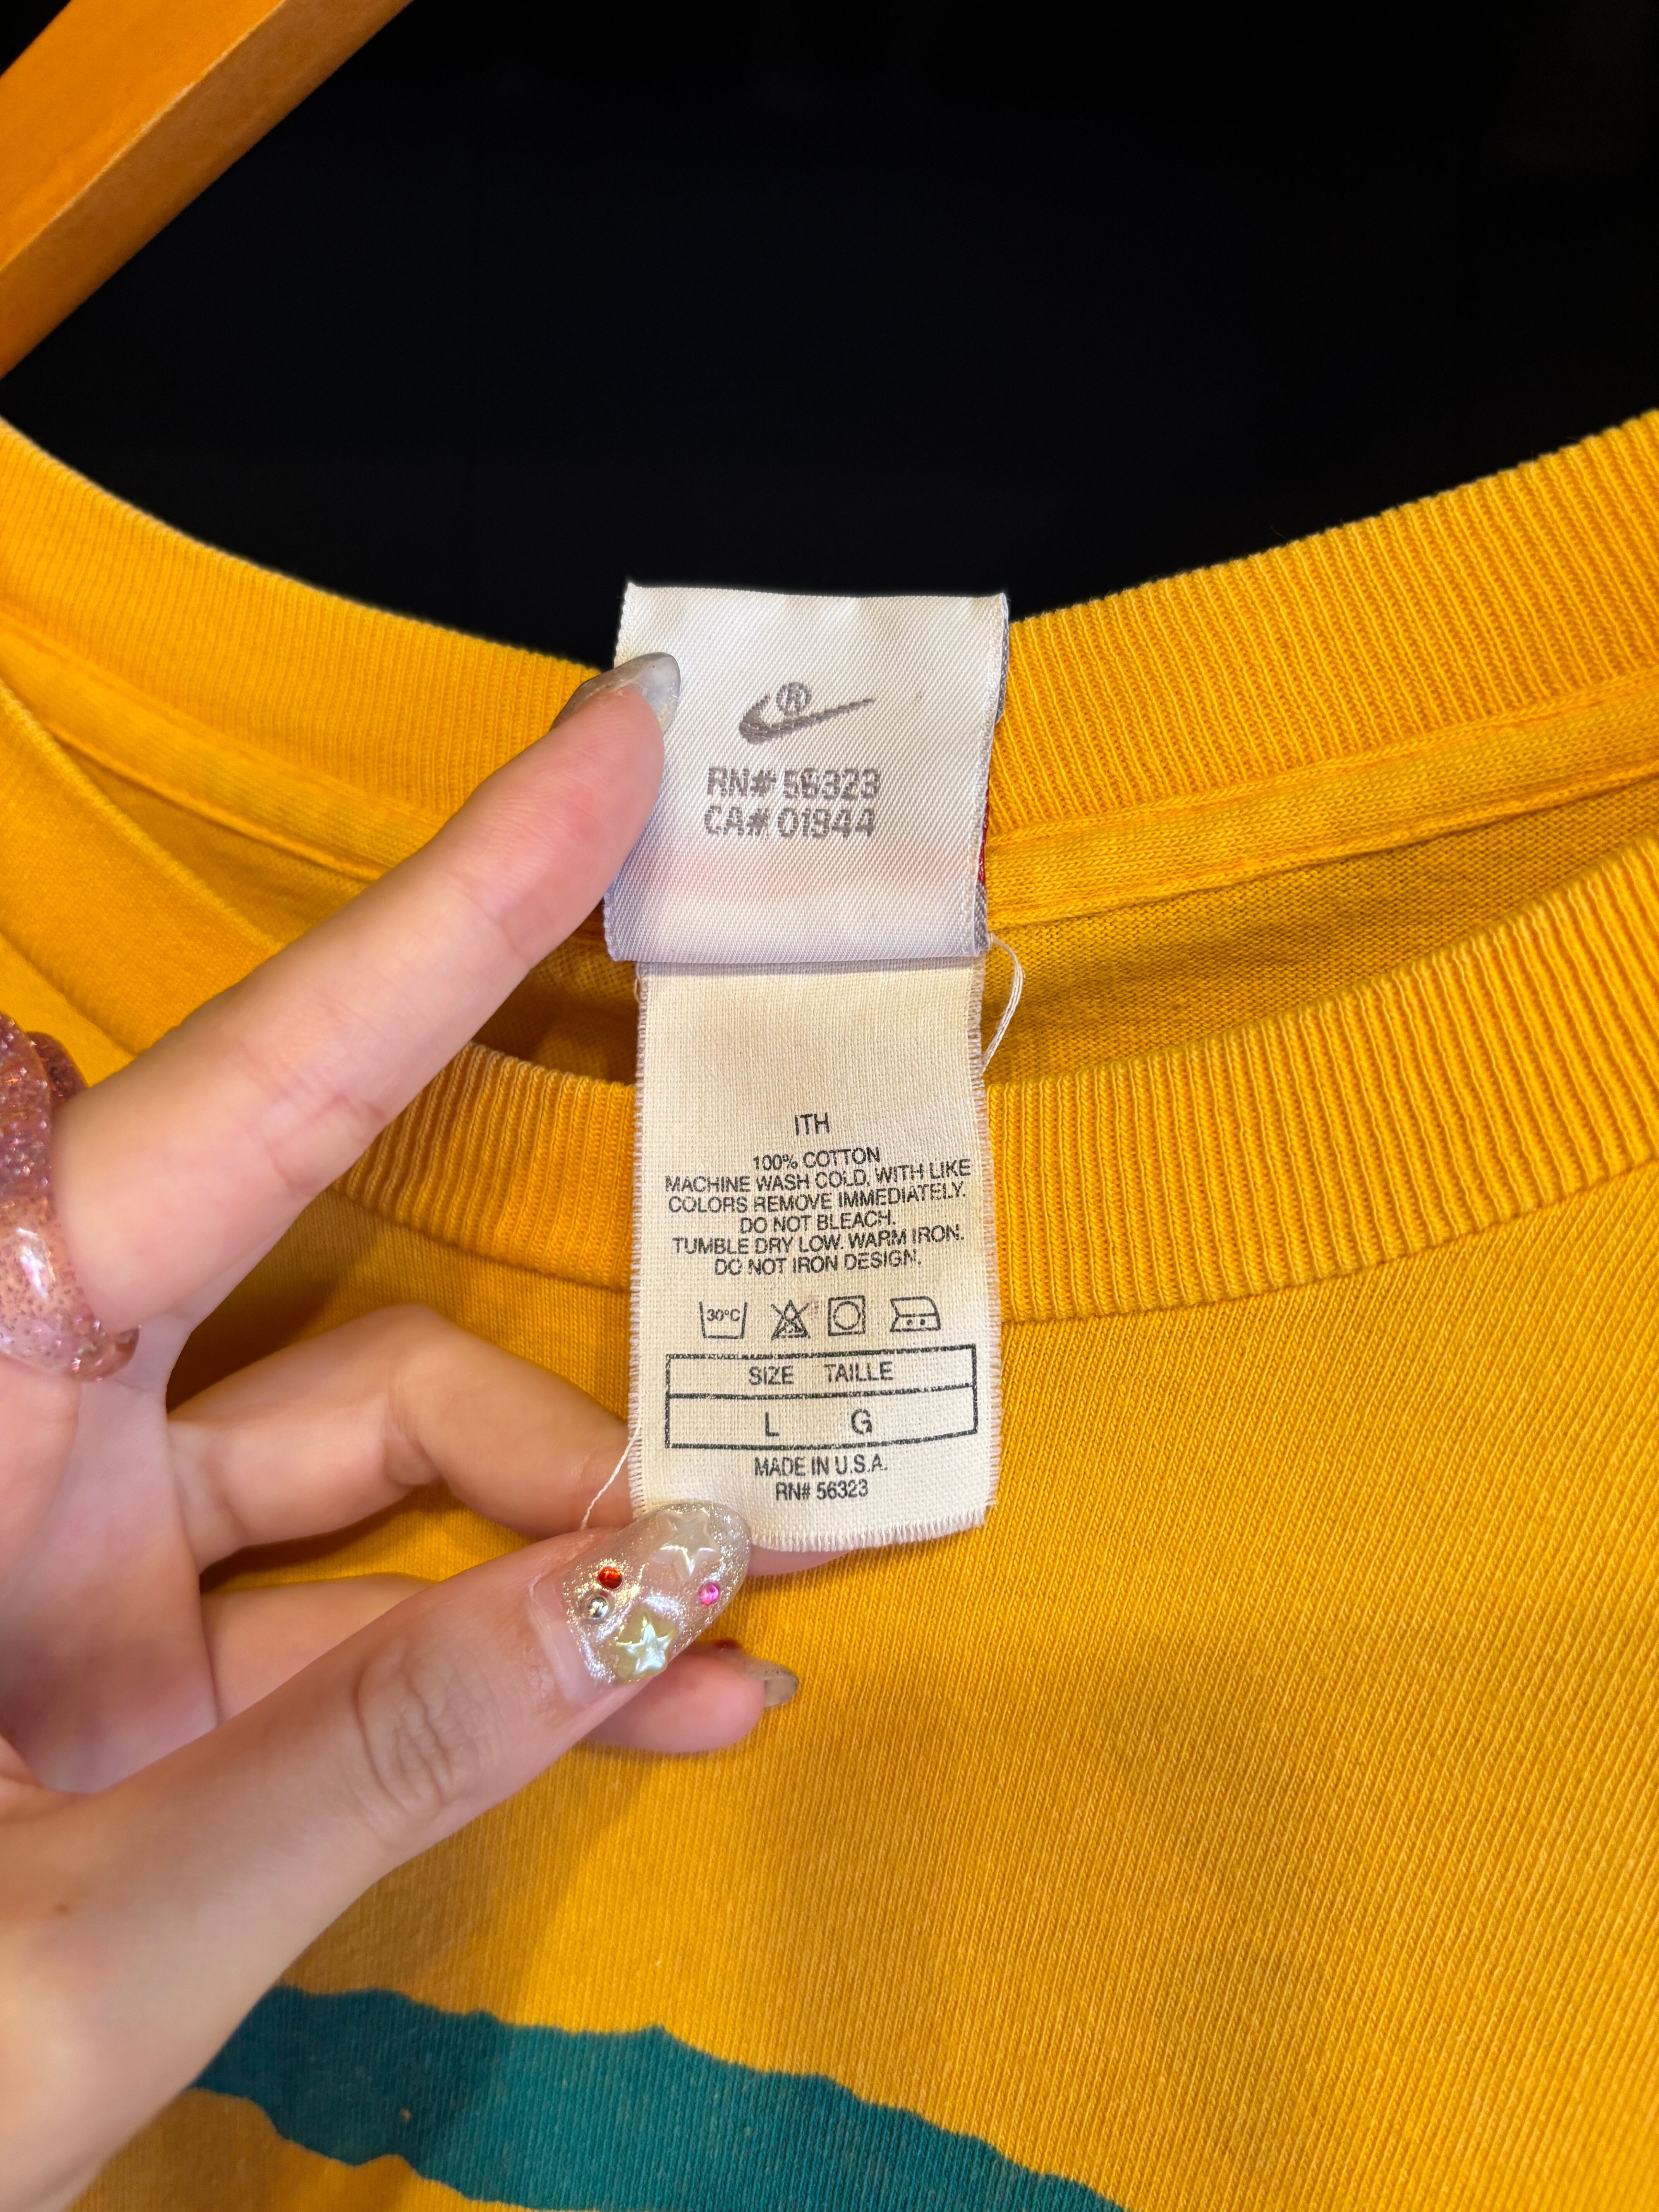 ®
RN# 56323
CA# 01944
ITH
100% COTTON
MACHINE WASH COLD, WITH LIKE
COLORS REMOVE IMMEDIATELY.
DO NOT BLEACH.
TUMBLE DRY LOW. WARM IRON.
DO NOT IRON DESIGN.
30°C
SIZE TAILLE
L G
MADE IN U.S.A.
RN# 56323